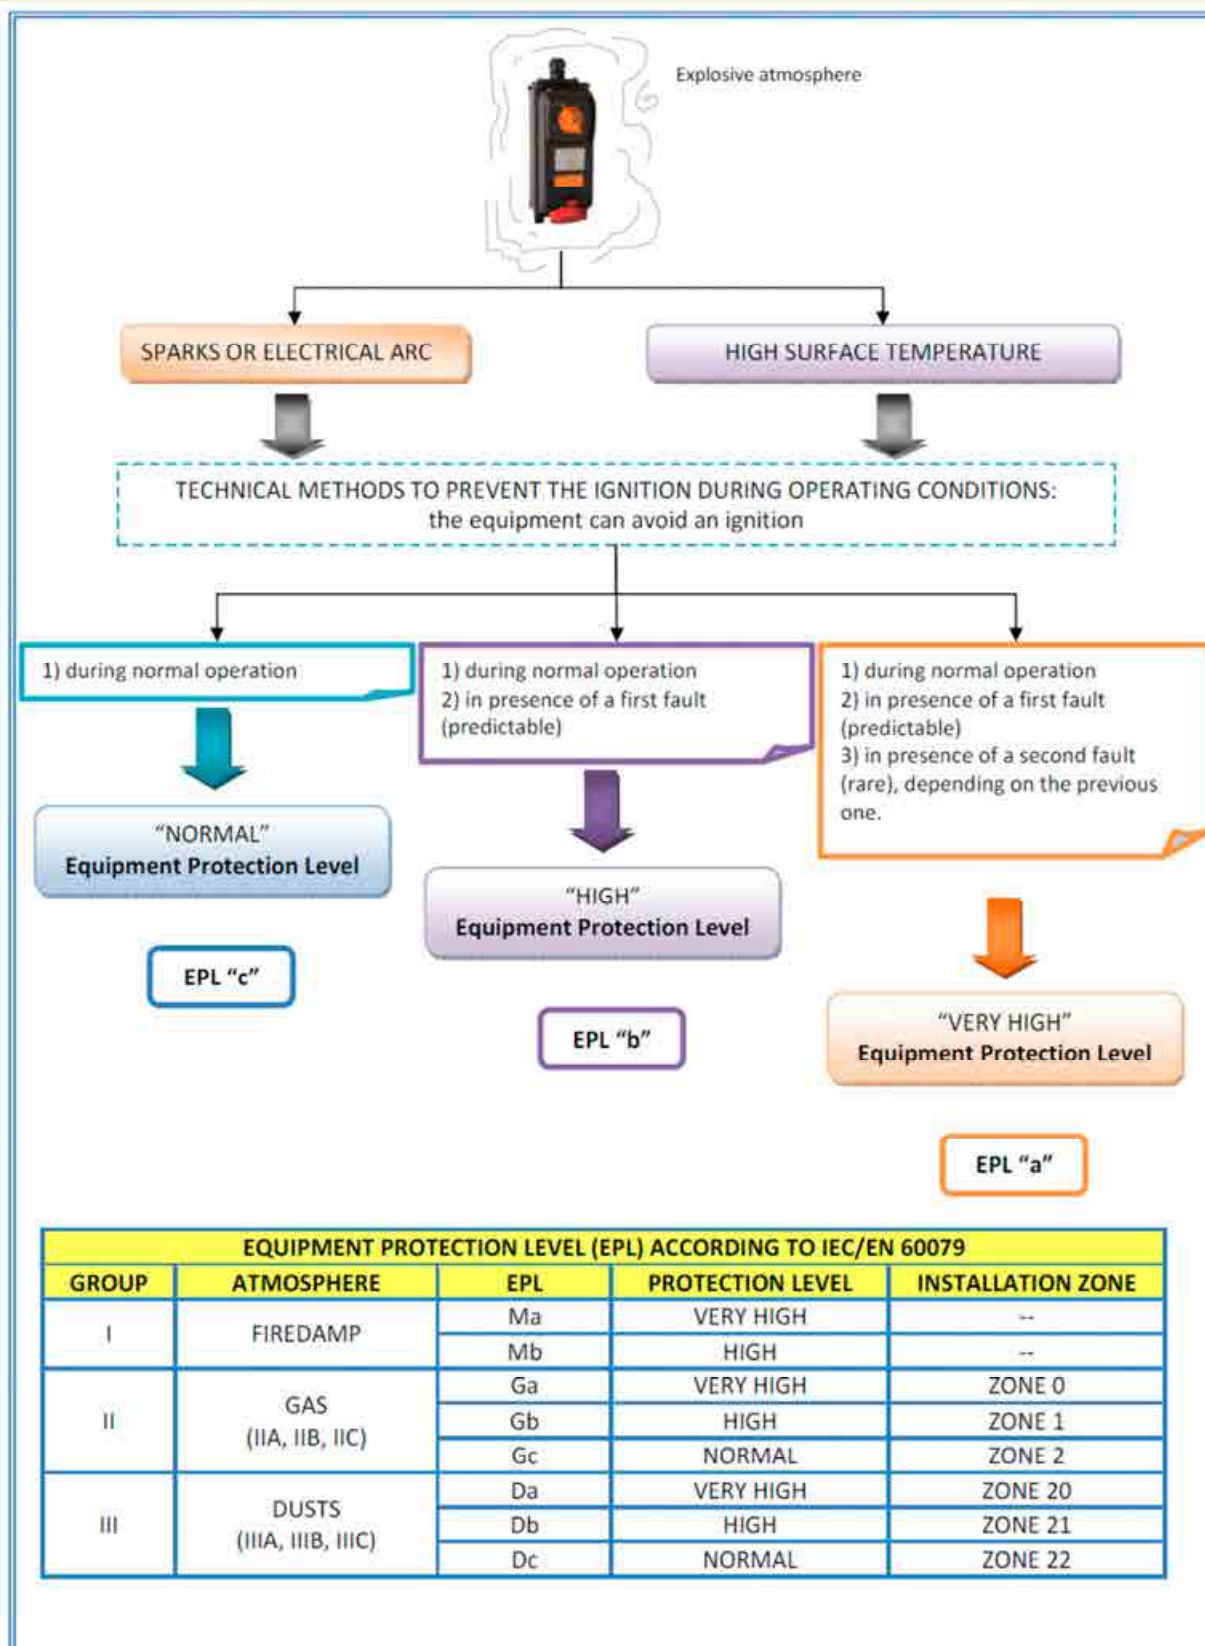 Explosive atmosphere
SPARKS OR ELECTRICAL ARC
HIGH SURFACE TEMPERATURE
TECHNICAL METHODS TO PREVENT THE IGNITION DURING OPERATING CONDITIONS:
the equipment can avoid an ignition
1) during normal operation
1) during normal operation
2) in presence of a first fault
(predictable)
1) during normal operation
2) in presence of a first fault
(predictable)
3) in presence of a second fault
(rare), depending on the previous
one.
“NORMAL”
Equipment Protection Level
“HIGH”
Equipment Protection Level
“VERY HIGH”
Equipment Protection Level
EPL “c”
EPL “b”
EPL “a”
EQUIPMENT PROTECTION LEVEL (EPL) ACCORDING TO IEC/EN 60079
GROUP ATMOSPHERE EPL PROTECTION LEVEL INSTALLATION ZONE
I FIREDAMP Ma VERY HIGH --
Mb HIGH --
II GAS (IIA, IIB, IIC) Ga VERY HIGH ZONE 0
Gb HIGH ZONE 1
Gc NORMAL ZONE 2
III DUSTS (IIIA, IIIB, IIIC) Da VERY HIGH ZONE 20
Db HIGH ZONE 21
Dc NORMAL ZONE 22